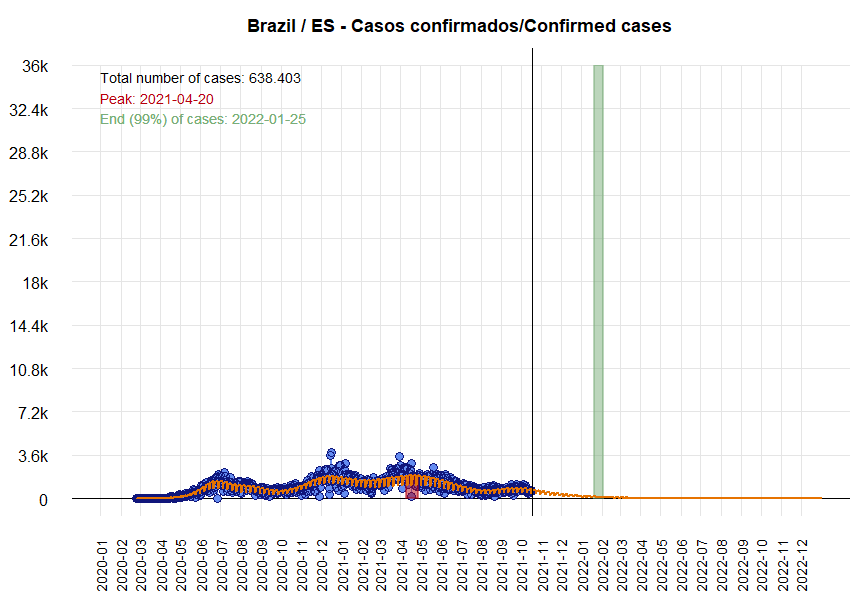 Brazil / ES - Casos confirmados/Confirmed cases
36k
32.4k
28.8k
25.2k
21.6k
18k
14.4k
10.8k
7.2k
3.6k
0
Total number of cases: 638.403
Peak: 2021-04-20
End (99%) of cases: 2022-01-25
2020-01
2020-02
2020-03
2020-04
2020-05
2020-06
2020-07
2020-08
2020-09
2020-10
2020-11
2020-12
2021-01
2021-02
2021-03
2021-04
2021-05
2021-06
2021-07
2021-08
2021-09
2021-10
2021-11
2021-12
2022-01
2022-02
2022-03
2022-04
2022-05
2022-06
2022-07
2022-08
2022-09
2022-10
2022-11
2022-12